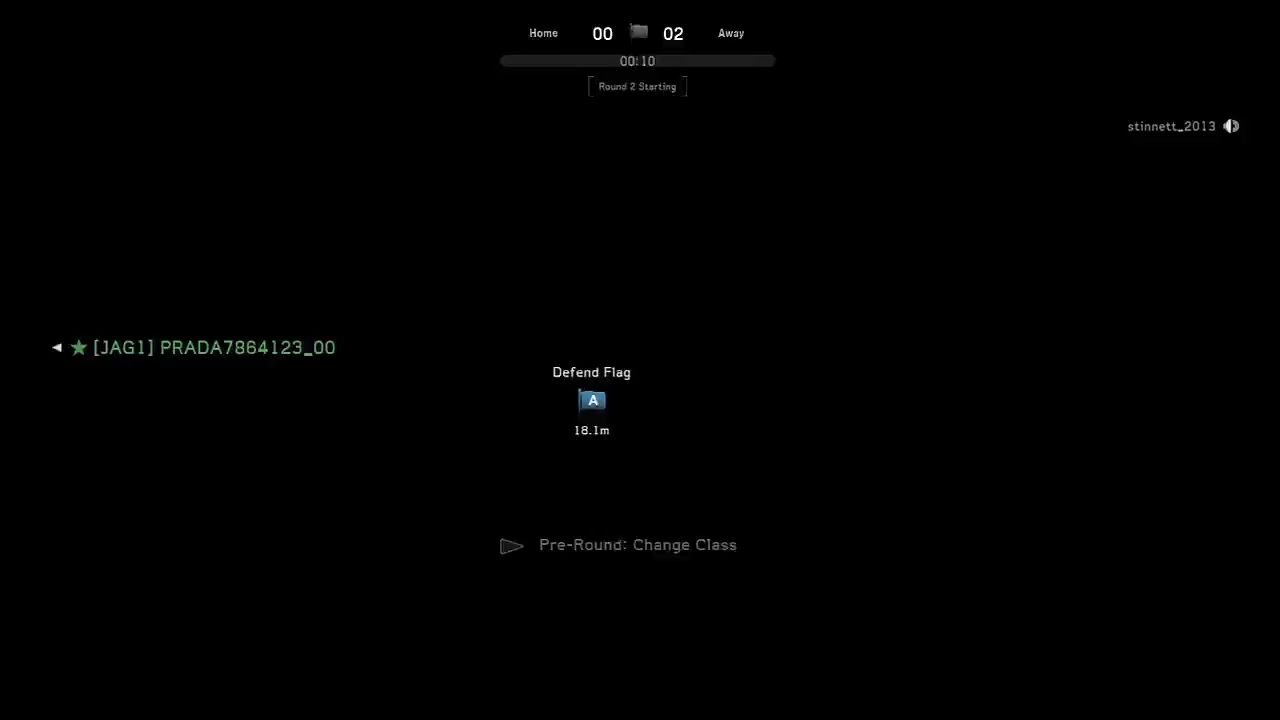 Home 00 02 Away
00:10
Round 2 Starting
stinnett_2013
[JAG1] PRADA7864123_00
Defend Flag
A
18.1m
Pre-Round: Change Class